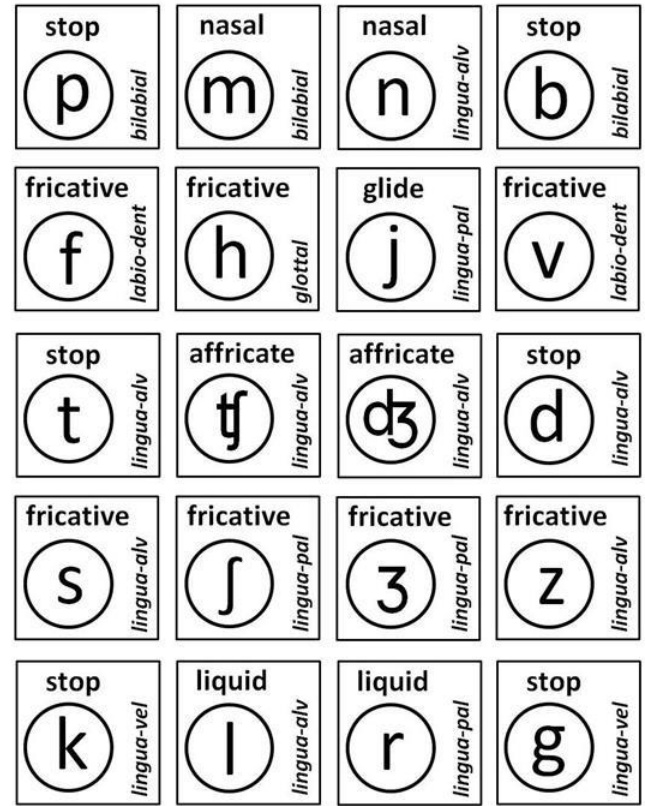 stop nasal nasal stop
p bilabial m bilabial n lingua-alv b bilabial
fricative fricative glide fricative
f labio-dent h glottal j lingua-pal v labio-dent
stop affricate affricate stop
t lingua-alv ʧ lingua-alv ʤ lingua-alv d lingua-alv
fricative fricative fricative fricative
s lingua-alv ʃ lingua-pal ʒ lingua-pal z lingua-alv
stop liquid liquid stop
k lingua-vel l lingua-alv r lingua-pal g lingua-vel